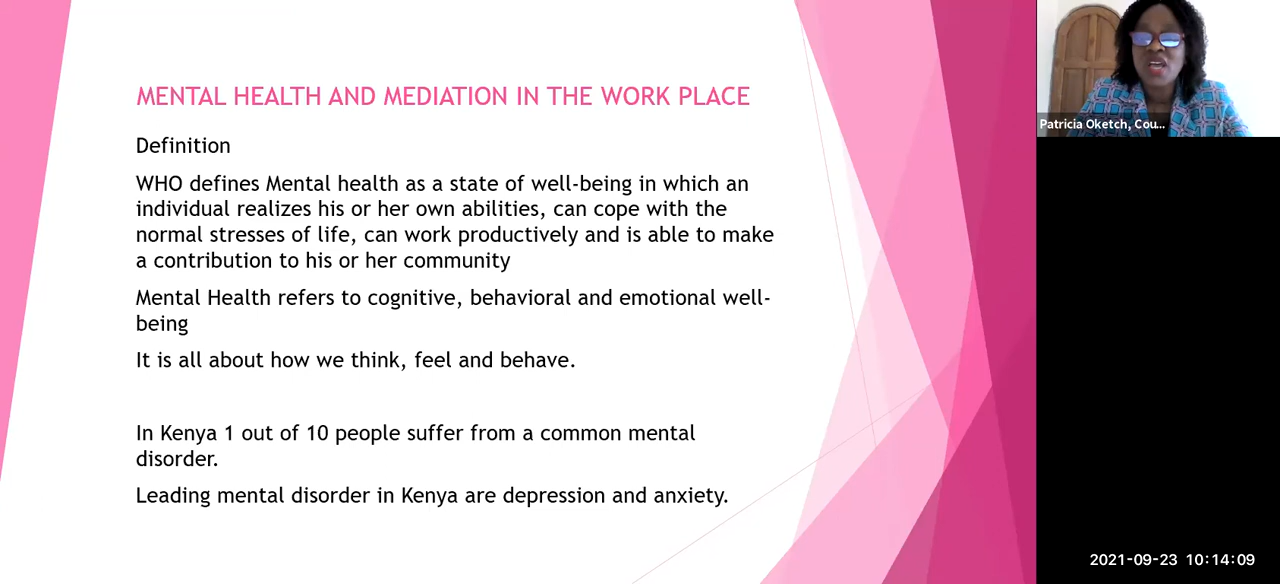 MENTAL HEALTH AND MEDIATION IN THE WORK PLACE
Definition
WHO defines Mental health as a state of well-being in which an
individual realizes his or her own abilities, can cope with the
normal stresses of life, can work productively and is able to make
a contribution to his or her community
Mental Health refers to cognitive, behavioral and emotional well-
being
It is all about how we think, feel and behave.
In Kenya 1 out of 10 people suffer from a common mental
disorder.
Leading mental disorder in Kenya are depression and anxiety.
Patricia Oketch, Cou...
2021-09-23 10:14:09